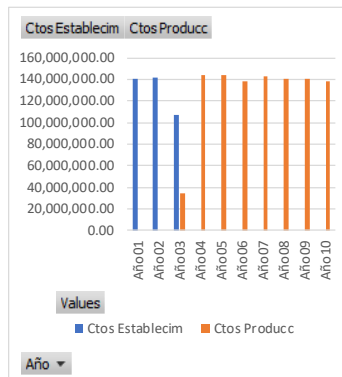 Ctos Establecim Ctos Producc
160,000,000.00
140,000,000.00
120,000,000.00
100,000,000.00
80,000,000.00
60,000,000.00
40,000,000.00
20,000,000.00
0.00
Año01
Año02
Año03
Año04
Año05
Año06
Año07
Año08
Año09
Año10
Values
Ctos Establecim Ctos Producc
Año